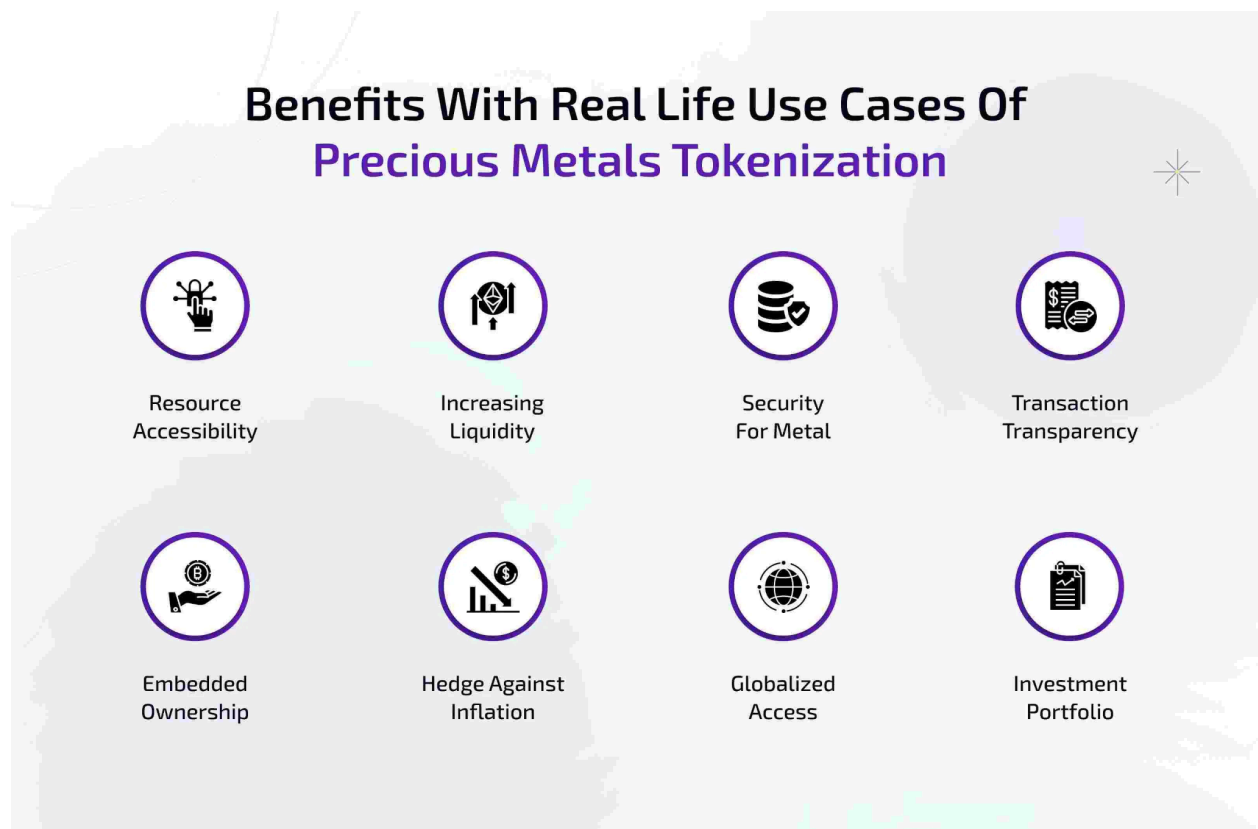 Benefits With Real Life Use Cases Of
Precious Metals Tokenization
Resource
Accessibility
Increasing
Liquidity
Security
For Metal
Transaction
Transparency
Embedded
Ownership
Hedge Against
Inflation
Globalized
Access
Investment
Portfolio